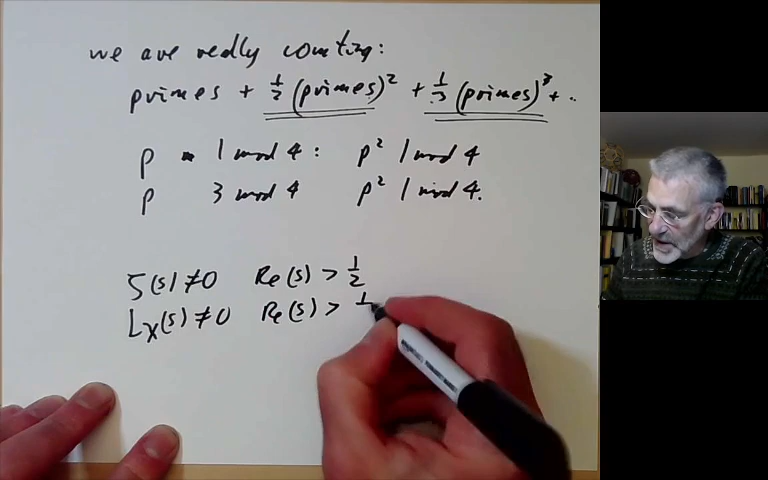 we are really counting:
primes + 1/2 (primes)² + 1/3 (primes)³ + ..
p = 1 mod 4 : p² 1 mod 4
p 3 mod 4 p² 1 mod 4.
ζ(s) ≠ 0 Re(s) > 1/2
Lχ(s) ≠ 0 Re(s) > 1